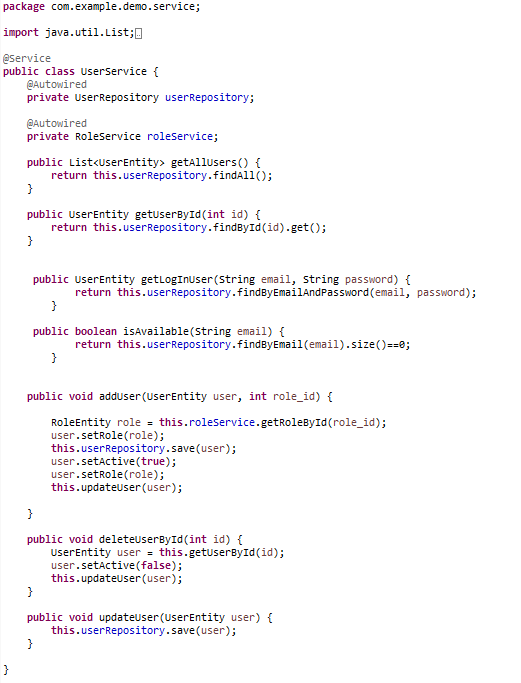 package com.example.demo.service;
import java.util.List;
@Service
public class UserService {
@Autowired
private UserRepository userRepository;
@Autowired
private RoleService roleService;
public List<UserEntity> getAllUsers() {
return this.userRepository.findAll();
}
public UserEntity getUserById(int id) {
return this.userRepository.findById(id).get();
}
public UserEntity getLogInUser(String email, String password) {
return this.userRepository.findByEmailAndPassword(email, password);
}
public boolean isAvailable(String email) {
return this.userRepository.findByEmail(email).size()==0;
}
public void addUser(UserEntity user, int role_id) {
RoleEntity role = this.roleService.getRoleById(role_id);
user.setRole(role);
this.userRepository.save(user);
user.setActive(true);
user.setRole(role);
this.updateUser(user);
}
public void deleteUserById(int id) {
UserEntity user = this.getUserById(id);
user.setActive(false);
this.updateUser(user);
}
public void updateUser(UserEntity user) {
this.userRepository.save(user);
}
}